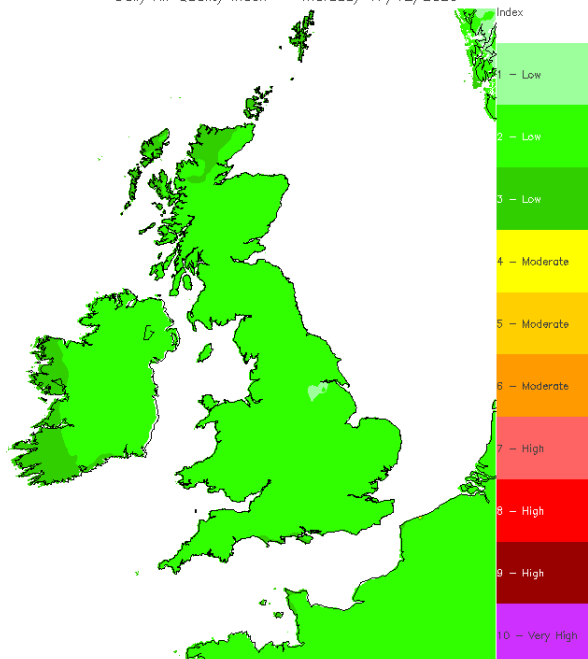 Index
1 - Low
2 - Low
3 - Low
4 - Moderate
5 - Moderate
6 - Moderate
7 - High
8 - High
9 - High
10 - Very High